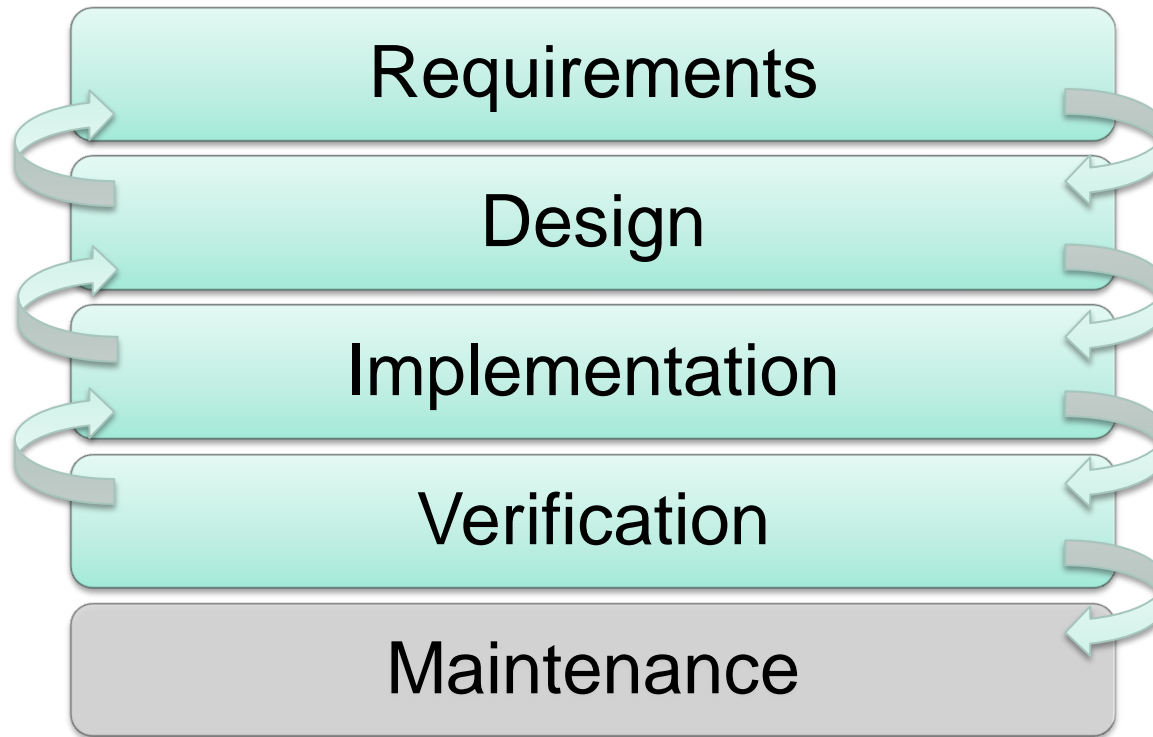 Requirements
Design
Implementation
Verification
Maintenance